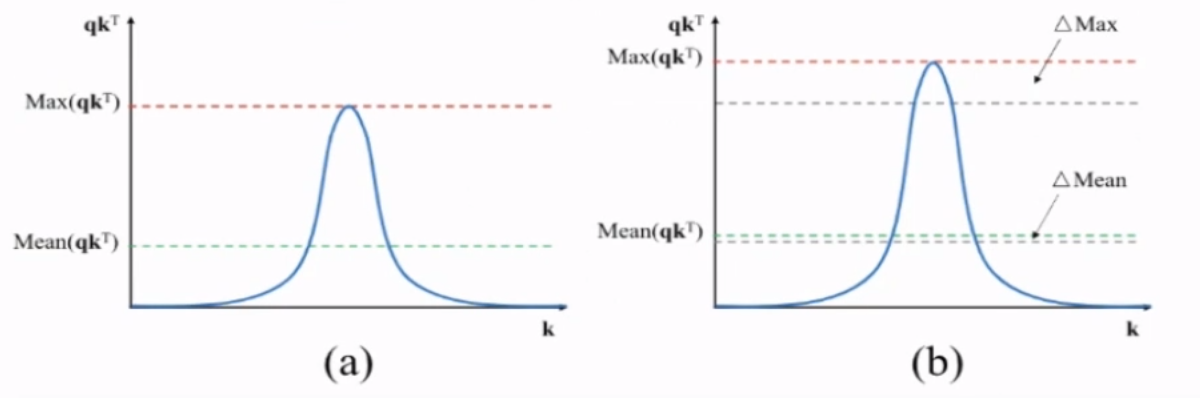 qkᵀ
Max(qkᵀ)
Mean(qkᵀ)
k
(a)
qkᵀ
Max(qkᵀ)
△Max
△Mean
Mean(qkᵀ)
k
(b)